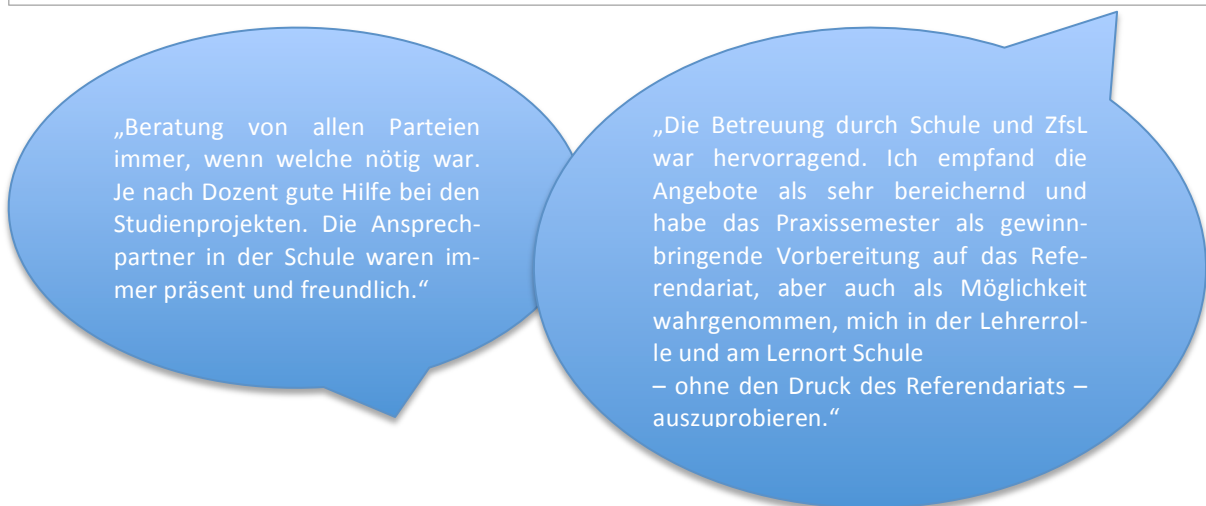 „Beratung von allen Parteien
immer, wenn welche nötig war.
Je nach Dozent gute Hilfe bei den
Studienprojekten. Die Ansprech-
partner in der Schule waren im-
mer präsent und freundlich.“
„Die Betreuung durch Schule und ZfsL
war hervorragend. Ich empfand die
Angebote als sehr bereichernd und
habe das Praxissemester als gewinn-
bringende Vorbereitung auf das Refe-
rendariat, aber auch als Möglichkeit
wahrgenommen, mich in der Lehrerrol-
le und am Lernort Schule
– ohne den Druck des Referendariats –
auszuprobieren.“